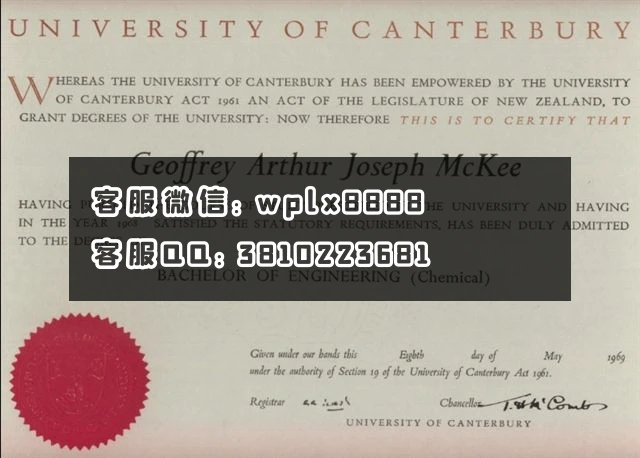 UNIVERSITY OF CANTERBURY
WHEREAS THE UNIVERSITY OF CANTERBURY HAS BEEN EMPOWERED BY THE UNIVERSITY
OF CANTERBURY ACT 1961 AN ACT OF THE LEGISLATURE OF NEW ZEALAND, TO
GRANT DEGREES OF THE UNIVERSITY: NOW THEREFORE THIS IS TO CERTIFY THAT
Geoffrey Arthur Joseph McKee
客服微信: wplx8888
HAVING THE UNIVERSITY AND HAVING
IN THE YEAR 1968 SATISFIED THE STATUTORY REQUIREMENTS, HAS BEEN DULY ADMITTED
TO THE
客服QQ: 3810223681
BACHELOR OF ENGINEERING (Chemical)
Given under our hands this Eighth day of May 1969
under the authority of Section 19 of the University of Canterbury Act 1961.
Registrar Chancellor
UNIVERSITY OF CANTERBURY